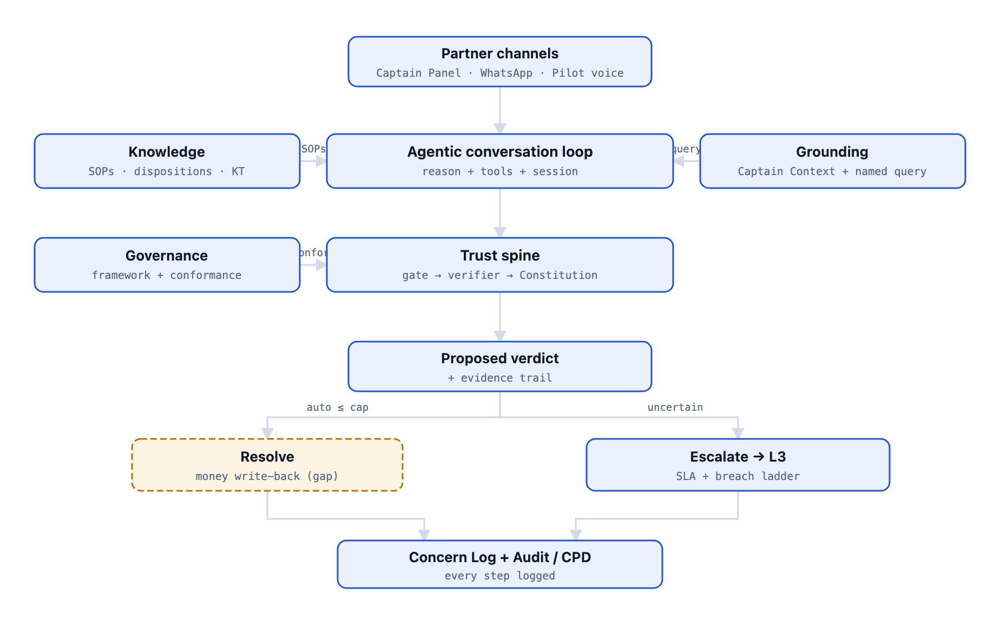 Partner channels
Captain Panel · WhatsApp · Pilot voice
Knowledge
SOPs · dispositions · KT
SOPs
Agentic conversation loop
reason + tools + session
query
Grounding
Captain Context + named query
Governance
framework + conformance
onfor
Trust spine
gate → verifier → Constitution
Proposed verdict
+ evidence trail
auto ≤ cap
uncertain
Resolve
money write-back (gap)
Escalate → L3
SLA + breach ladder
Concern Log + Audit / CPD
every step logged